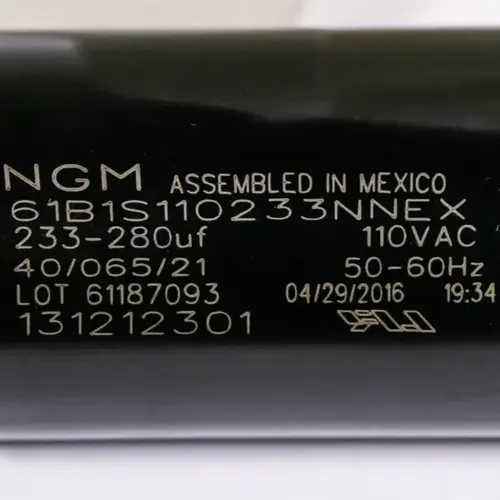 NGM ASSEMBLED IN MEXICO
61B1S110233NNEX
233-280uf 110VAC
40/065/21 50-60Hz
LOT 61187093 04/29/2016 19:34
131212301